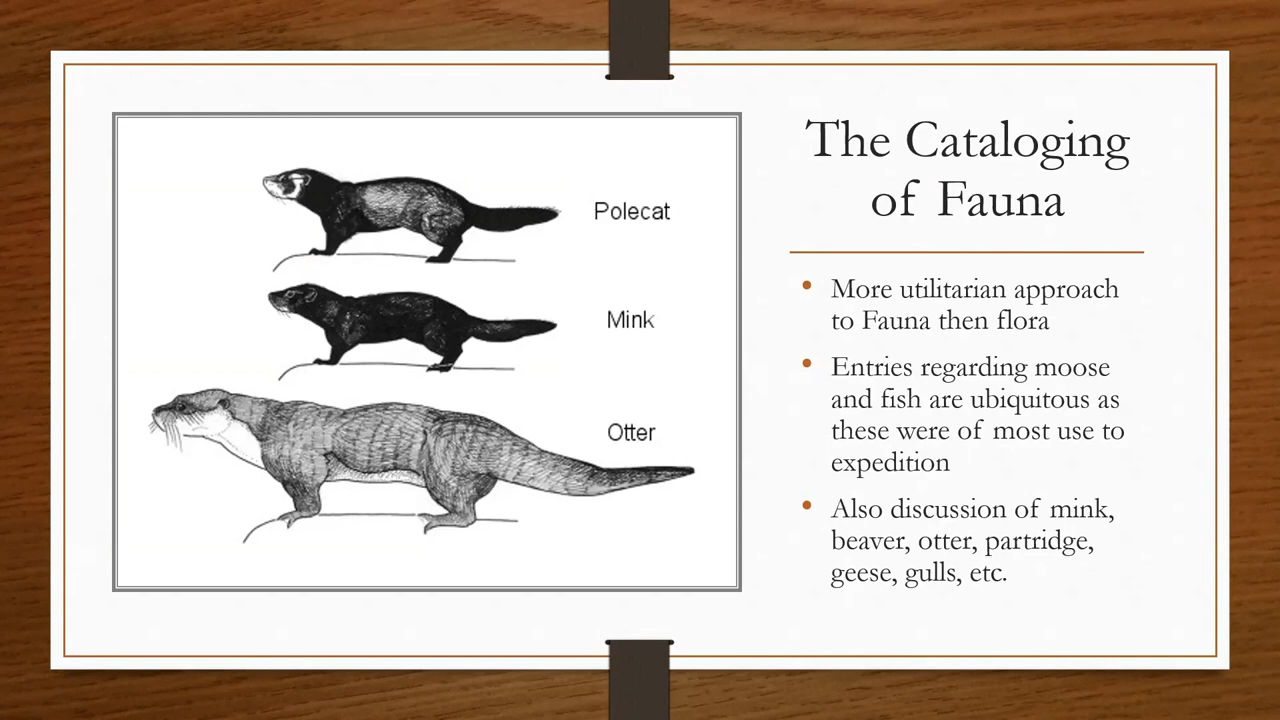 The Cataloging
of Fauna
Polecat
Mink
Otter
• More utilitarian approach
to Fauna then flora
• Entries regarding moose
and fish are ubiquitous as
these were of most use to
expedition
• Also discussion of mink,
beaver, otter, partridge,
geese, gulls, etc.